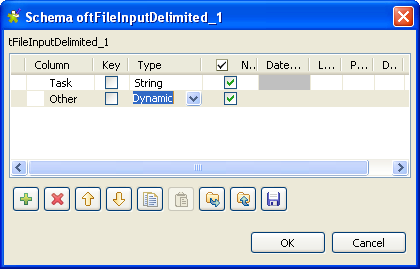 Schema oftFileInputDelimited_1
tFileInputDelimited_1
Column Key Type N.. Date... L... P... D..
Task String
Other Dynamic
OK Cancel